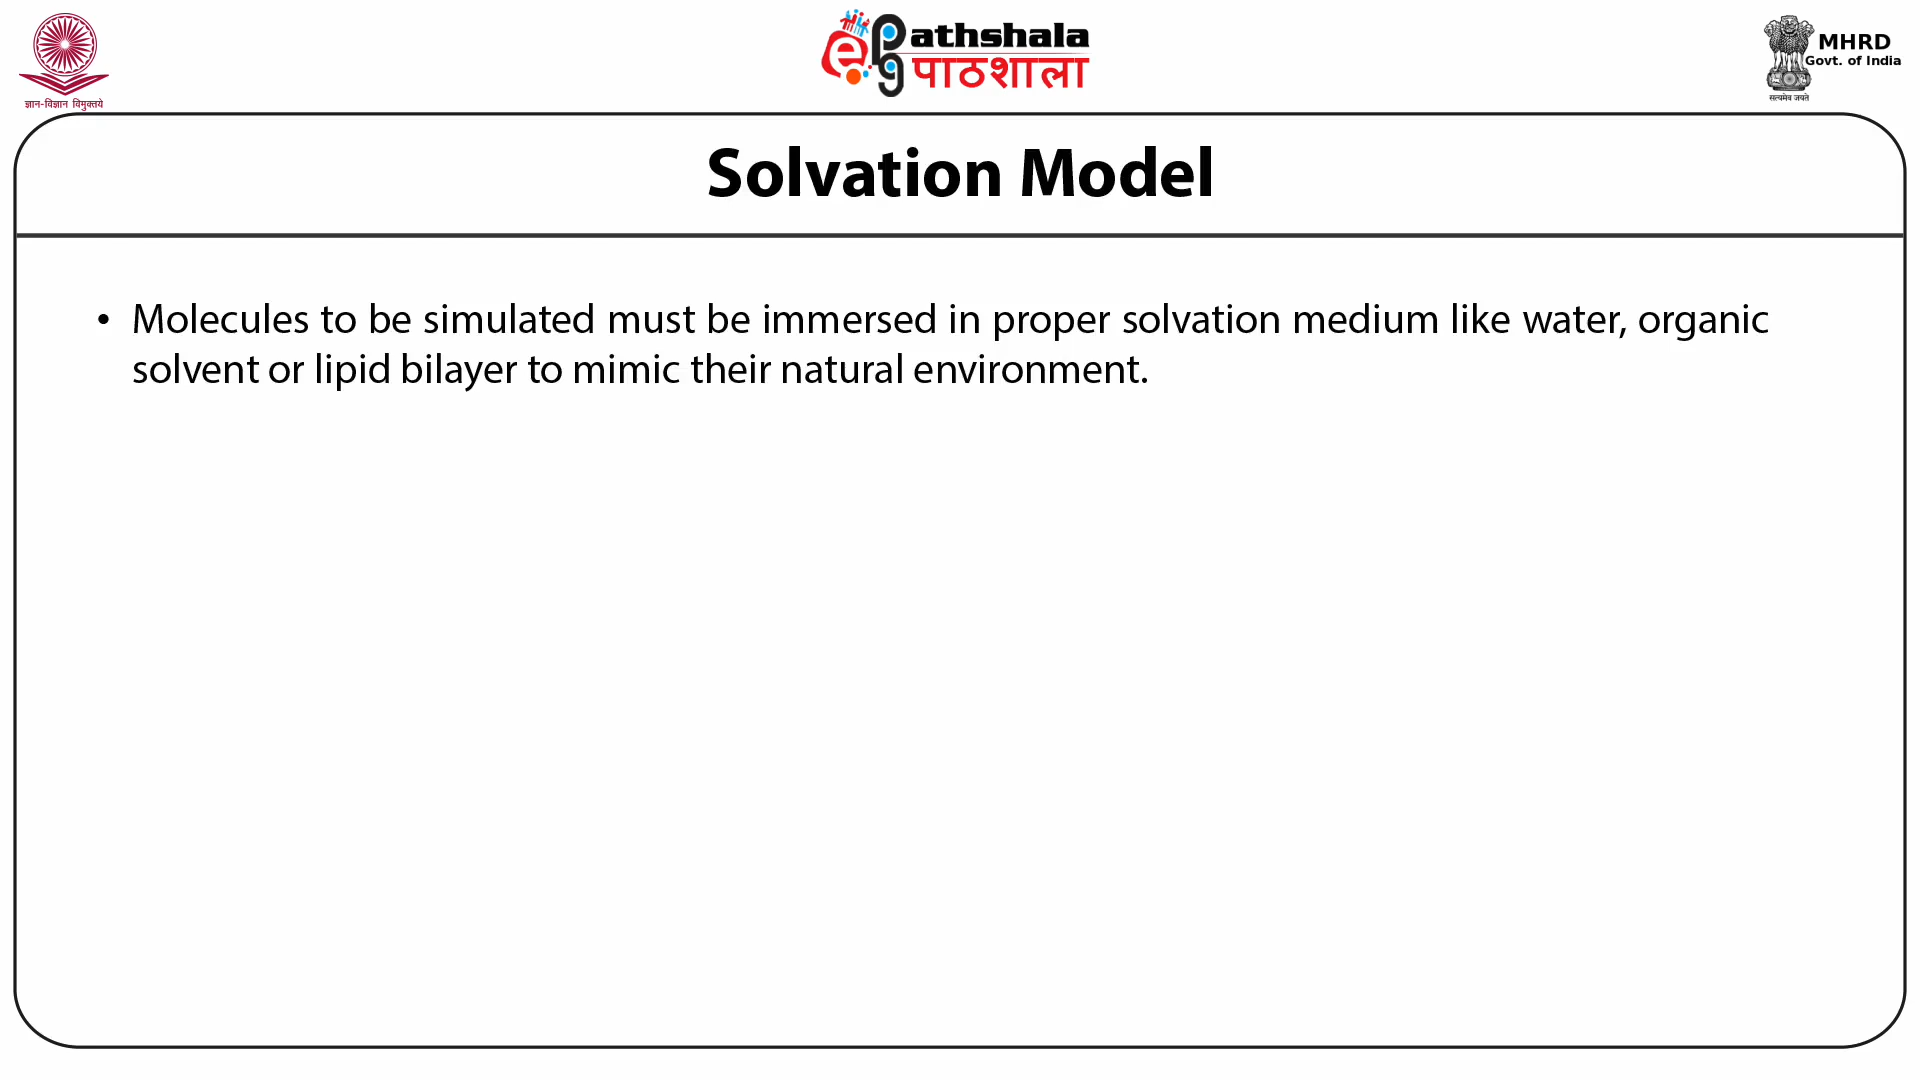 ज्ञान-विज्ञान विमुक्तये
e
pg
athshala
पाठशाला
MHRD
Govt. of India
सत्यमेव जयते
Solvation Model
• Molecules to be simulated must be immersed in proper solvation medium like water, organic
solvent or lipid bilayer to mimic their natural environment.